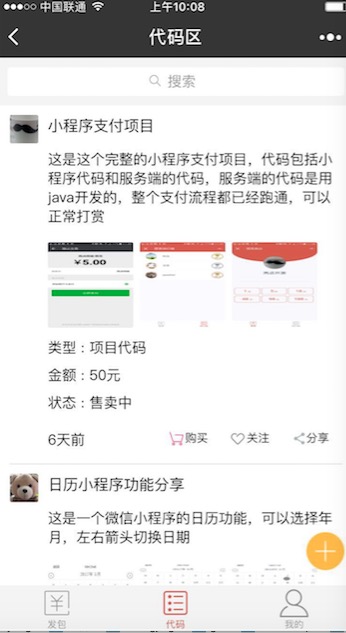 中国联通 上午10:08
代码区
搜索
小程序支付项目
这是这个完整的小程序支付项目，代码包括小
程序代码和服务端的代码，服务端的代码是用
java开发的，整个支付流程都已经跑通，可以
正常打赏
¥5.00
类型：项目代码
金额：50元
状态：售卖中
6天前 购买 关注 分享
日历小程序功能分享
这是一个微信小程序的日历功能，可以选择年
月，左右箭头切换日期
发包 代码 我的